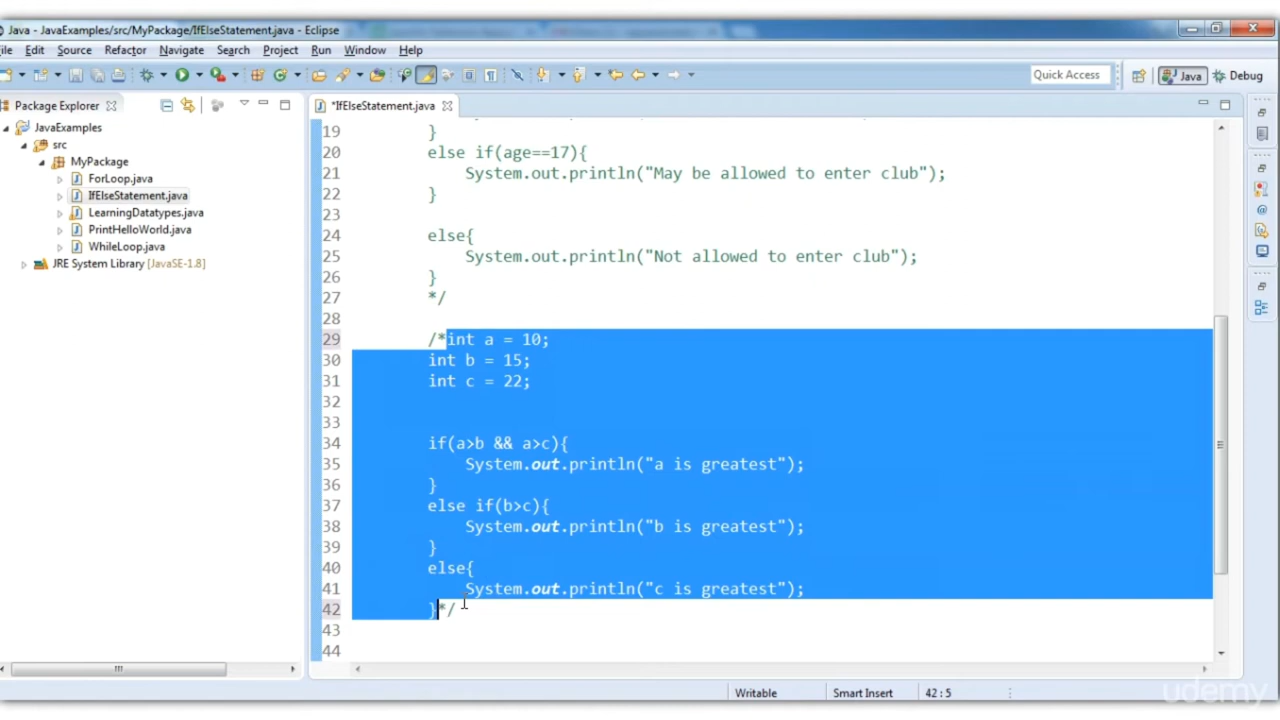 Java - JavaExamples/src/MyPackage/IfElseStatement.java - Eclipse
ile Edit Source Refactor Navigate Search Project Run Window Help
Quick Access Java Debug
Package Explorer
*IfElseStatement.java
JavaExamples
src
MyPackage
ForLoop.java
IfElseStatement.java
LearningDatatypes.java
PrintHelloWorld.java
WhileLoop.java
JRE System Library [JavaSE-1.8]
19 }
20 else if(age==17){
21 System.out.println("May be allowed to enter club");
22 }
23
24 else{
25 System.out.println("Not allowed to enter club");
26 }
27 */
28
29 /*int a = 10;
30 int b = 15;
31 int c = 22;
32
33
34 if(a>b && a>c){
35 System.out.println("a is greatest");
36 }
37 else if(b>c){
38 System.out.println("b is greatest");
39 }
40 else{
41 System.out.println("c is greatest");
42 }*/
43
44
Writable Smart Insert 42 : 5
udemy